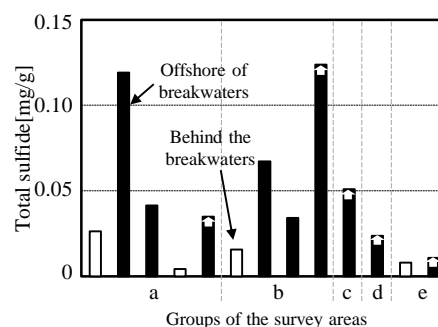 Total sulfide[mg/g]
0.15
0.10
0.05
0
Offshore of
breakwaters
Behind the
breakwaters
a b c d e
Groups of the survey areas